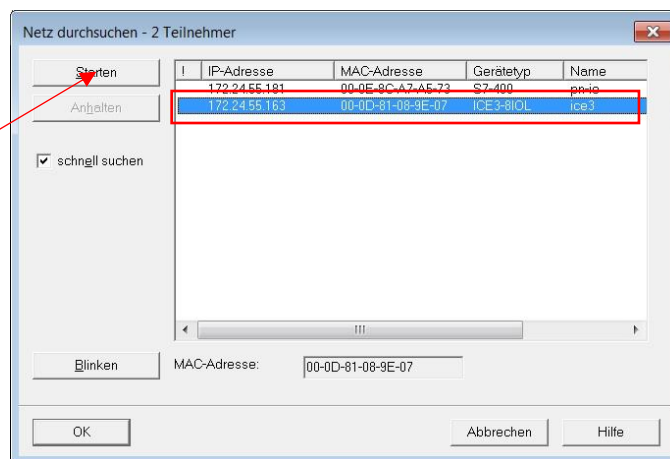 Netz durchsuchen - 2 Teilnehmer
Starten
! IP-Adresse MAC-Adresse Gerätetyp Name
172.24.55.181 00-0E-8C-A7-A5-73 S7-400 pn-io
Anhalten
172.24.55.163 00-0D-81-08-9E-07 ICE3-8IOL ice3
schnell suchen
Blinken
MAC-Adresse: 00-0D-81-08-9E-07
OK Abbrechen Hilfe